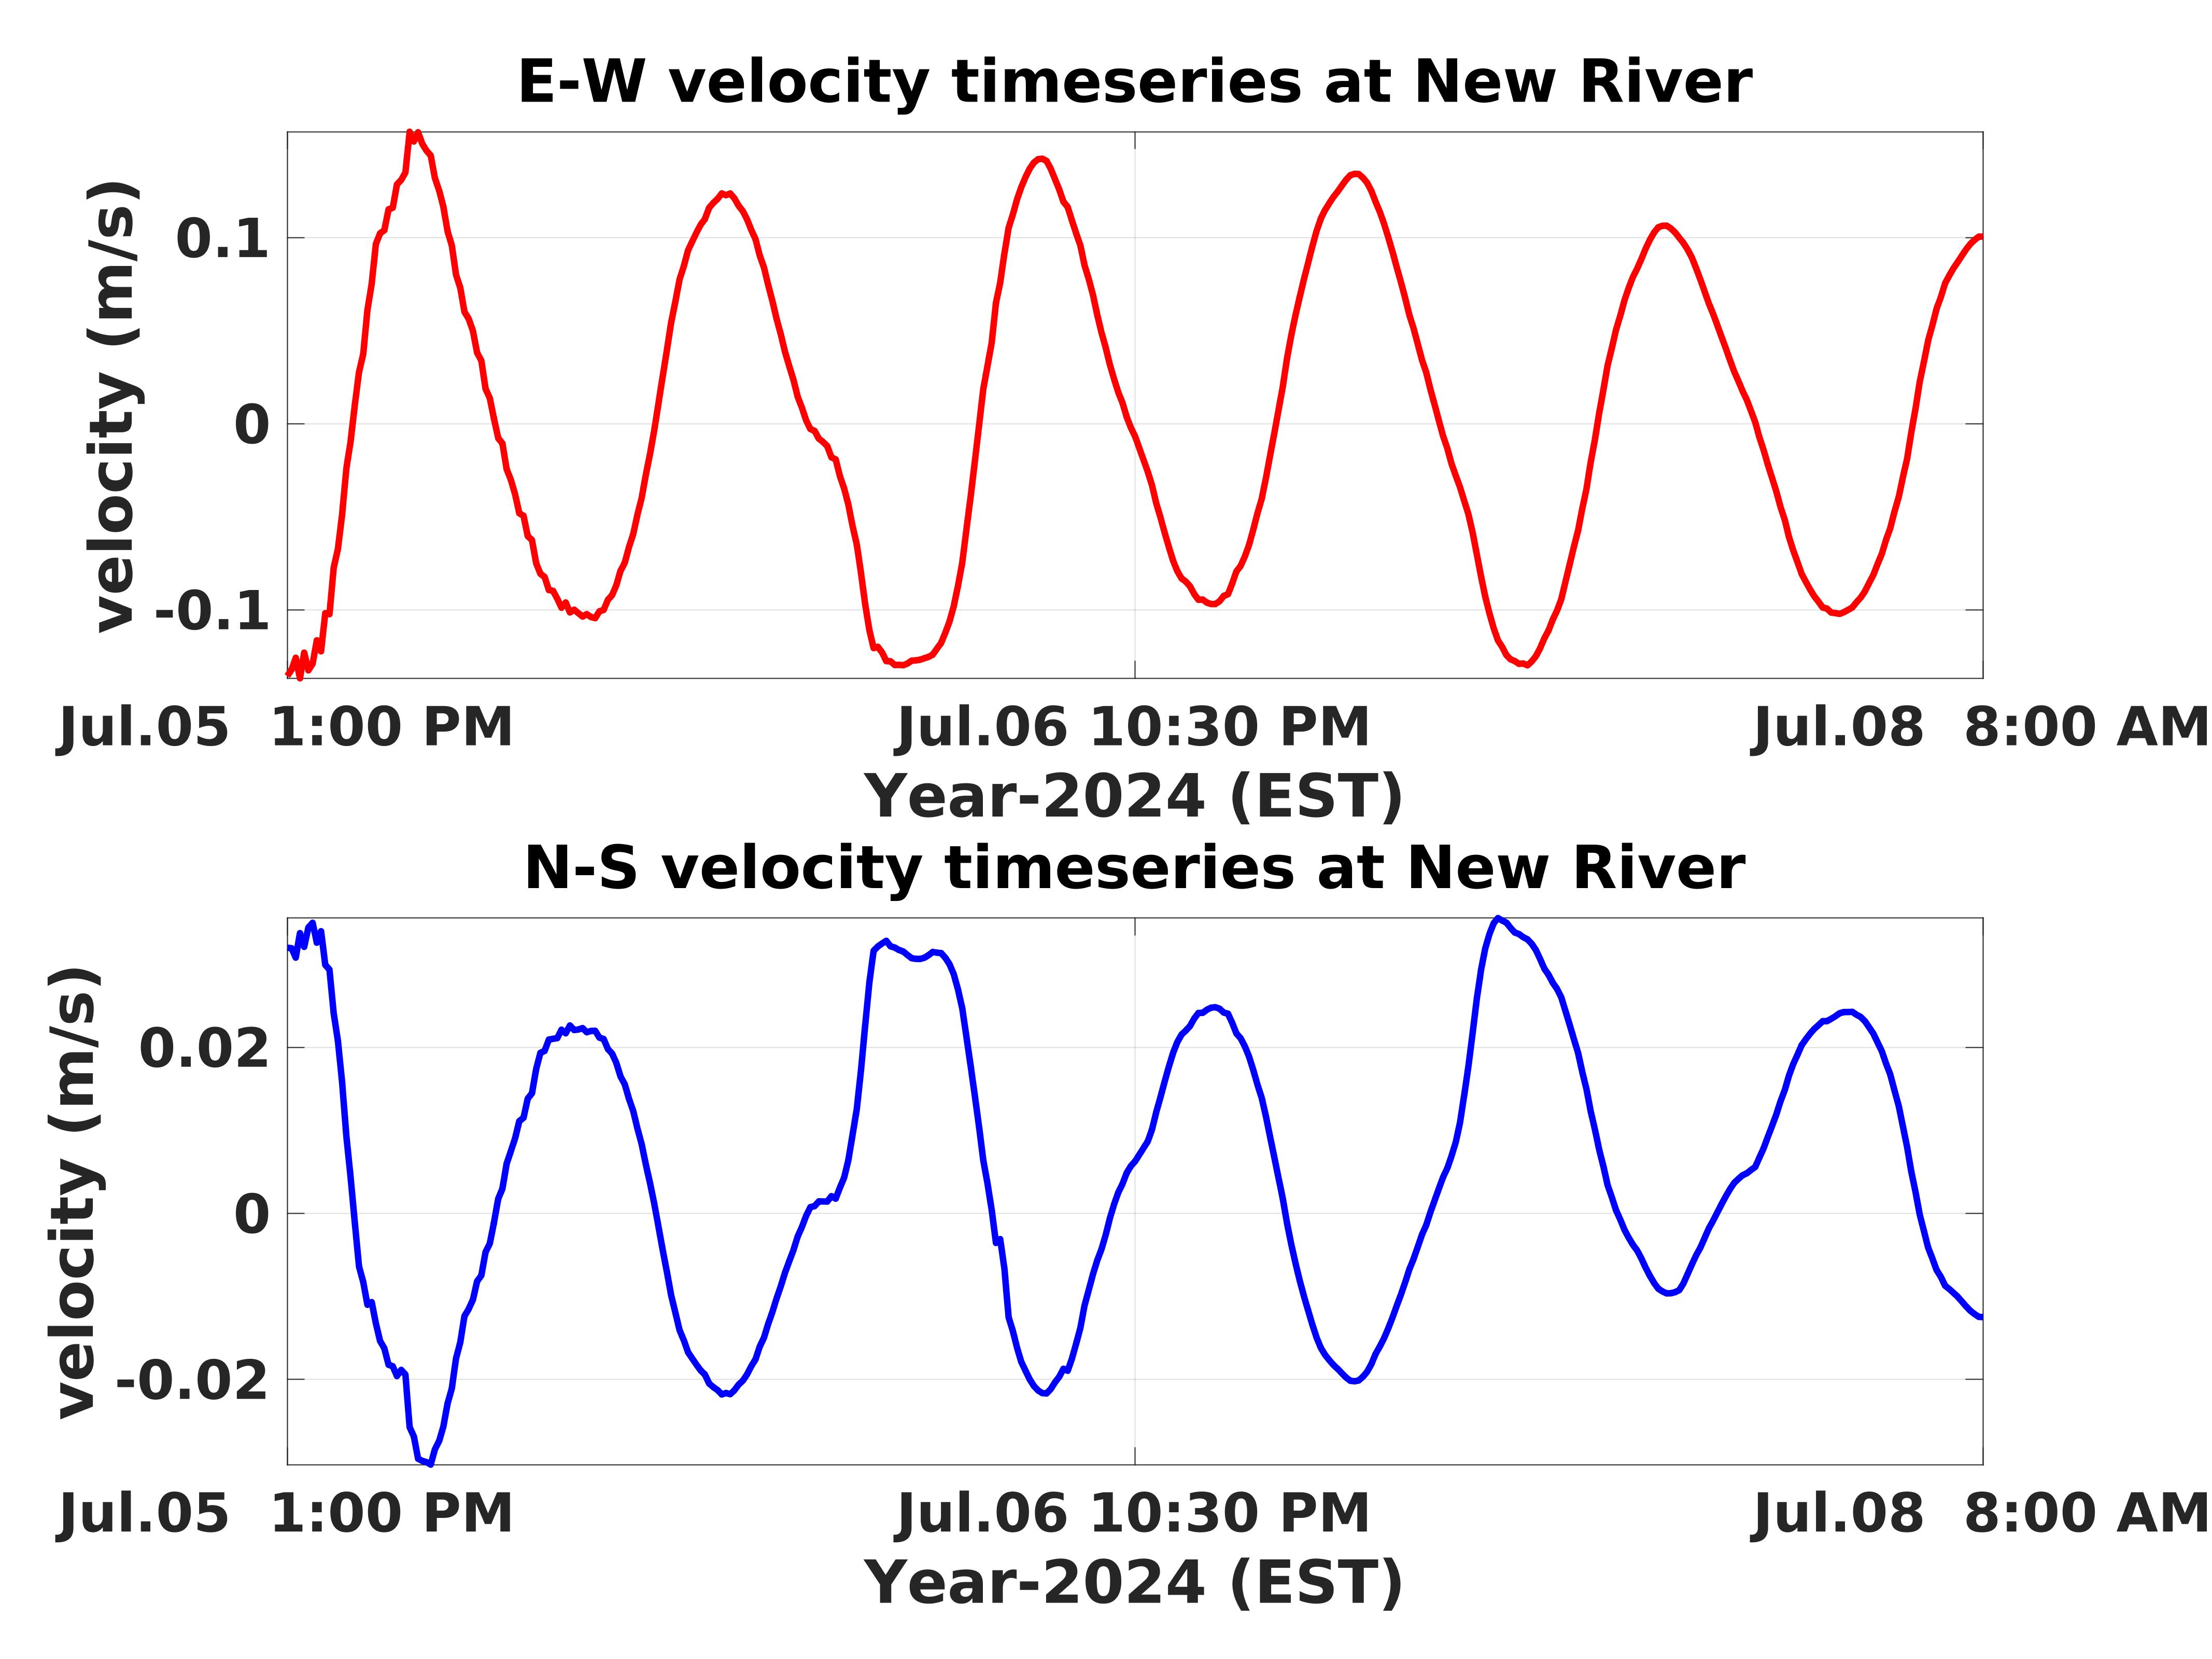 E-W velocity timeseries at New River
velocity (m/s)
0.1
0
-0.1
Jul.05  1:00 PM
Jul.06 10:30 PM
Jul.08  8:00 AM
Year-2024 (EST)
N-S velocity timeseries at New River
velocity (m/s)
0.02
0
-0.02
Jul.05  1:00 PM
Jul.06 10:30 PM
Jul.08  8:00 AM
Year-2024 (EST)